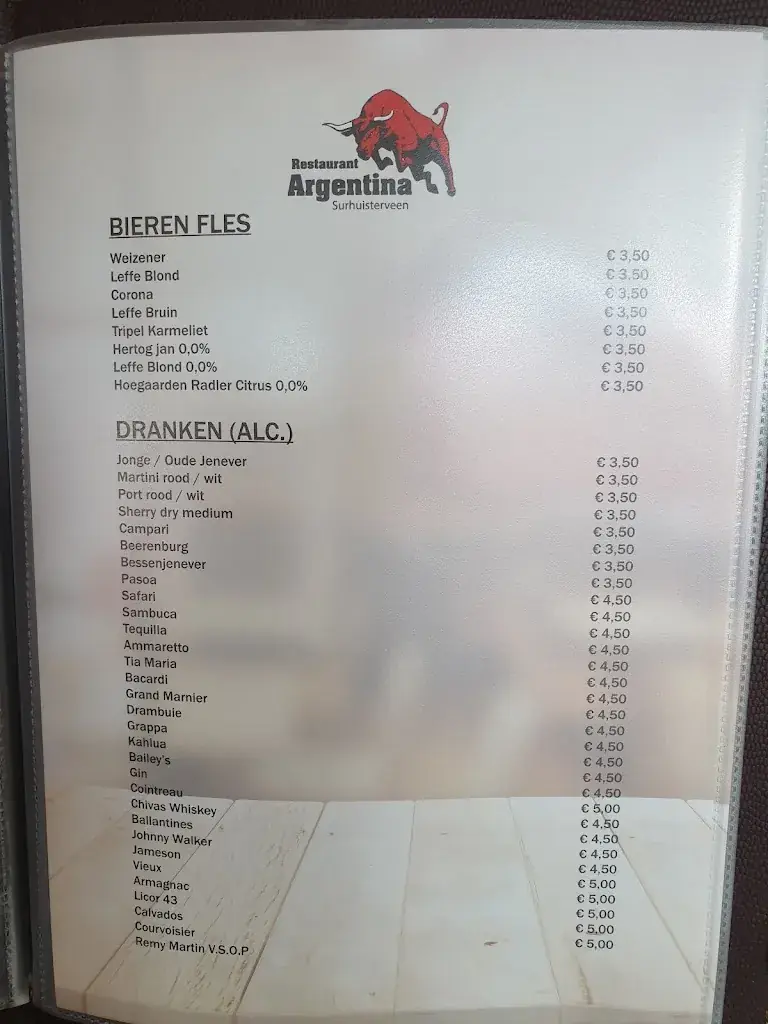 Restaurant
Argentina
Surhuisterveen
BIEREN FLES
Weizener € 3,50
Leffe Blond € 3,50
Corona € 3,50
Leffe Bruin € 3,50
Tripel Karmeliet € 3,50
Hertog jan 0,0% € 3,50
Leffe Blond 0,0% € 3,50
Hoegaarden Radler Citrus 0,0% € 3,50
DRANKEN (ALC.)
Jonge / Oude Jenever € 3,50
Martini rood / wit € 3,50
Port rood / wit € 3,50
Sherry dry medium € 3,50
Campari € 3,50
Beerenburg € 3,50
Bessenjenever € 3,50
Pasoa € 3,50
Safari € 4,50
Sambuca € 4,50
Tequilla € 4,50
Ammaretto € 4,50
Tia Maria € 4,50
Bacardi € 4,50
Grand Marnier € 4,50
Drambuie € 4,50
Grappa € 4,50
Kahlua € 4,50
Bailey's € 4,50
Gin € 4,50
Cointreau € 4,50
Chivas Whiskey € 5,00
Ballantines € 4,50
Johnny Walker € 4,50
Jameson € 4,50
Vieux € 4,50
Armagnac € 5,00
Licor 43 € 5,00
Calvados € 5,00
Courvoisier € 5,00
Remy Martin V.S.O.P € 5,00